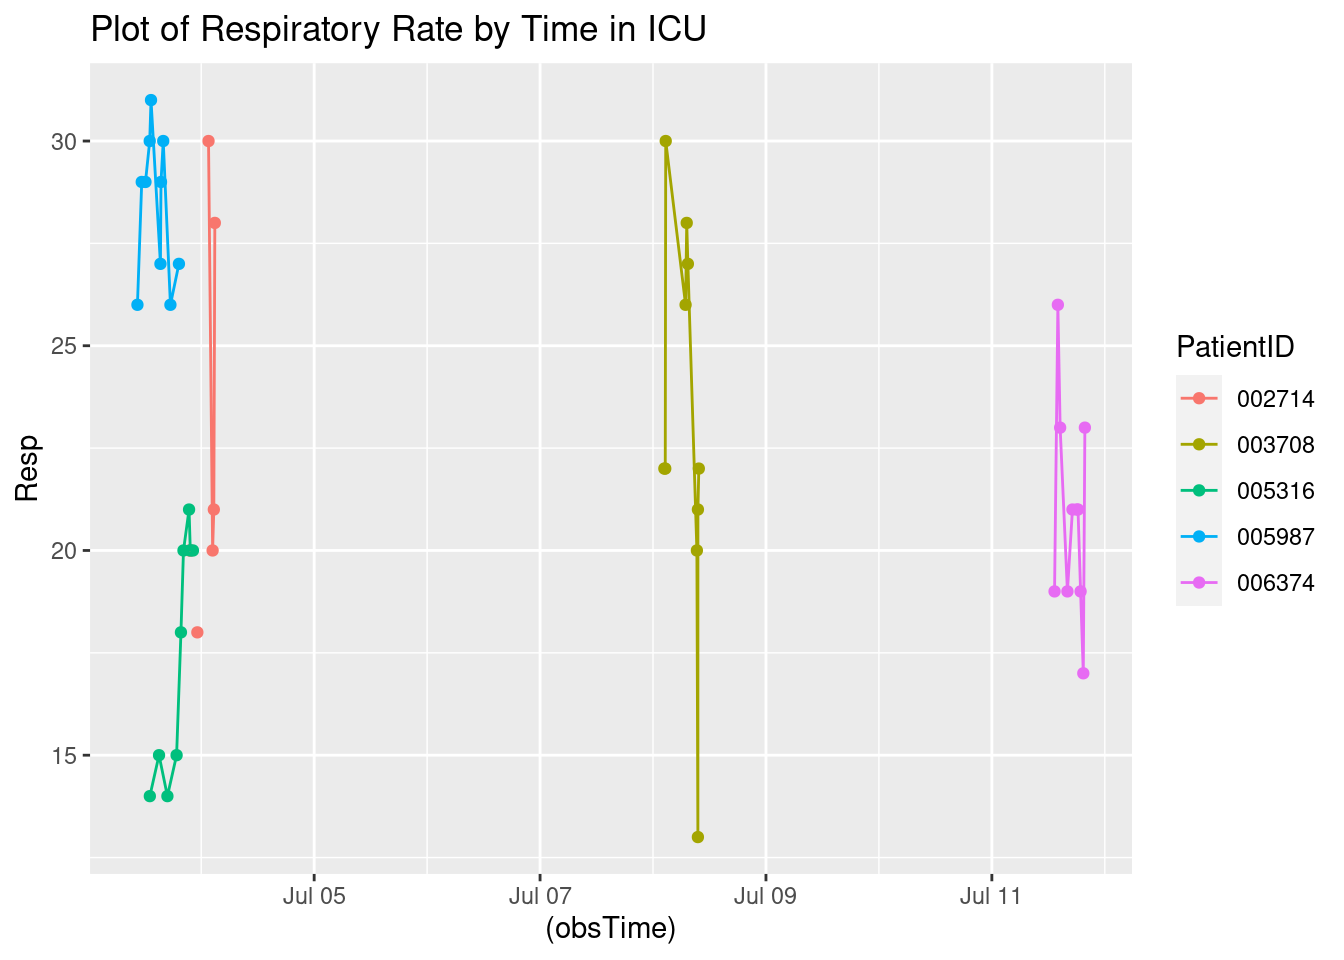 Plot of Respiratory Rate by Time in ICU
30
25
20
15
Resp
Jul 05
Jul 07
Jul 09
Jul 11
(obsTime)
PatientID
002714
003708
005316
005987
006374